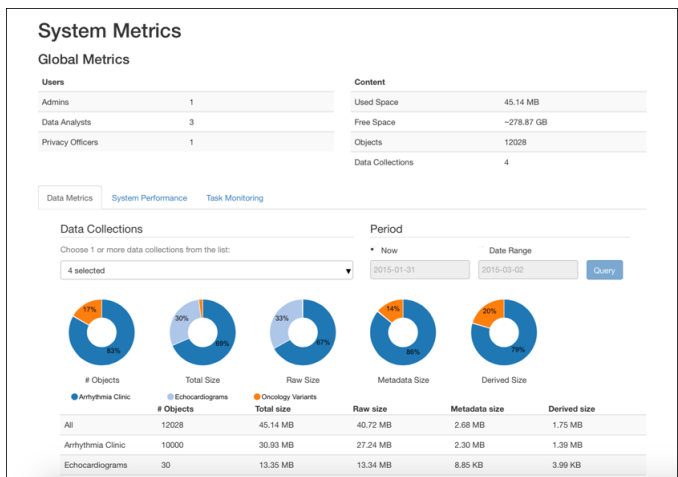 System Metrics
Global Metrics
Users
Admins 1
Data Analysts 3
Privacy Officers 1
Content
Used Space 45.14 MB
Free Space ~278.87 GB
Objects 12028
Data Collections 4
Data Metrics System Performance Task Monitoring
Data Collections
Choose 1 or more data collections from the list:
4 selected
Period
Now Date Range
2015-01-31 2015-03-02 Query
17% 83%
30% 69%
33% 67%
14% 86%
20% 79%
# Objects Total Size Raw Size Metadata Size Derived Size
Arrhythmia Clinic Echocardiograms Oncology Variants
# Objects Total size Raw size Metadata size Derived size
All 12028 45.14 MB 40.72 MB 2.68 MB 1.75 MB
Arrhythmia Clinic 10000 30.93 MB 27.24 MB 2.30 MB 1.39 MB
Echocardiograms 30 13.35 MB 13.34 MB 8.85 KB 3.99 KB